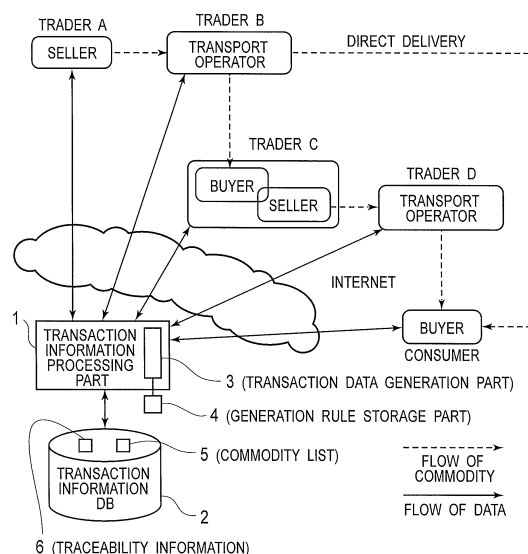 TRADER A
SELLER
TRADER B
TRANSPORT
OPERATOR
DIRECT DELIVERY
TRADER C
BUYER
SELLER
TRADER D
TRANSPORT
OPERATOR
INTERNET
1
TRANSACTION
INFORMATION
PROCESSING
PART
BUYER
CONSUMER
3 (TRANSACTION DATA GENERATION PART)
4 (GENERATION RULE STORAGE PART)
5 (COMMODITY LIST)
TRANSACTION
INFORMATION
DB
2
6 (TRACEABILITY INFORMATION)
FLOW OF
COMMODITY
FLOW OF DATA